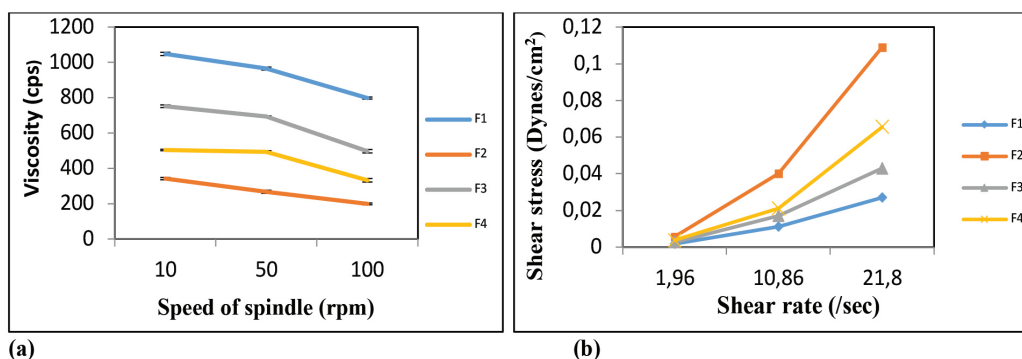 (a)
1200
1000
800
600
400
200
0
Viscosity (cps)
10 50 100
Speed of spindle (rpm)
F1
F2
F3
F4
(b)
0,12
0,1
0,08
0,06
0,04
0,02
0
Shear stress (Dynes/cm²)
1,96 10,86 21,8
Shear rate (/sec)
F1
F2
F3
F4